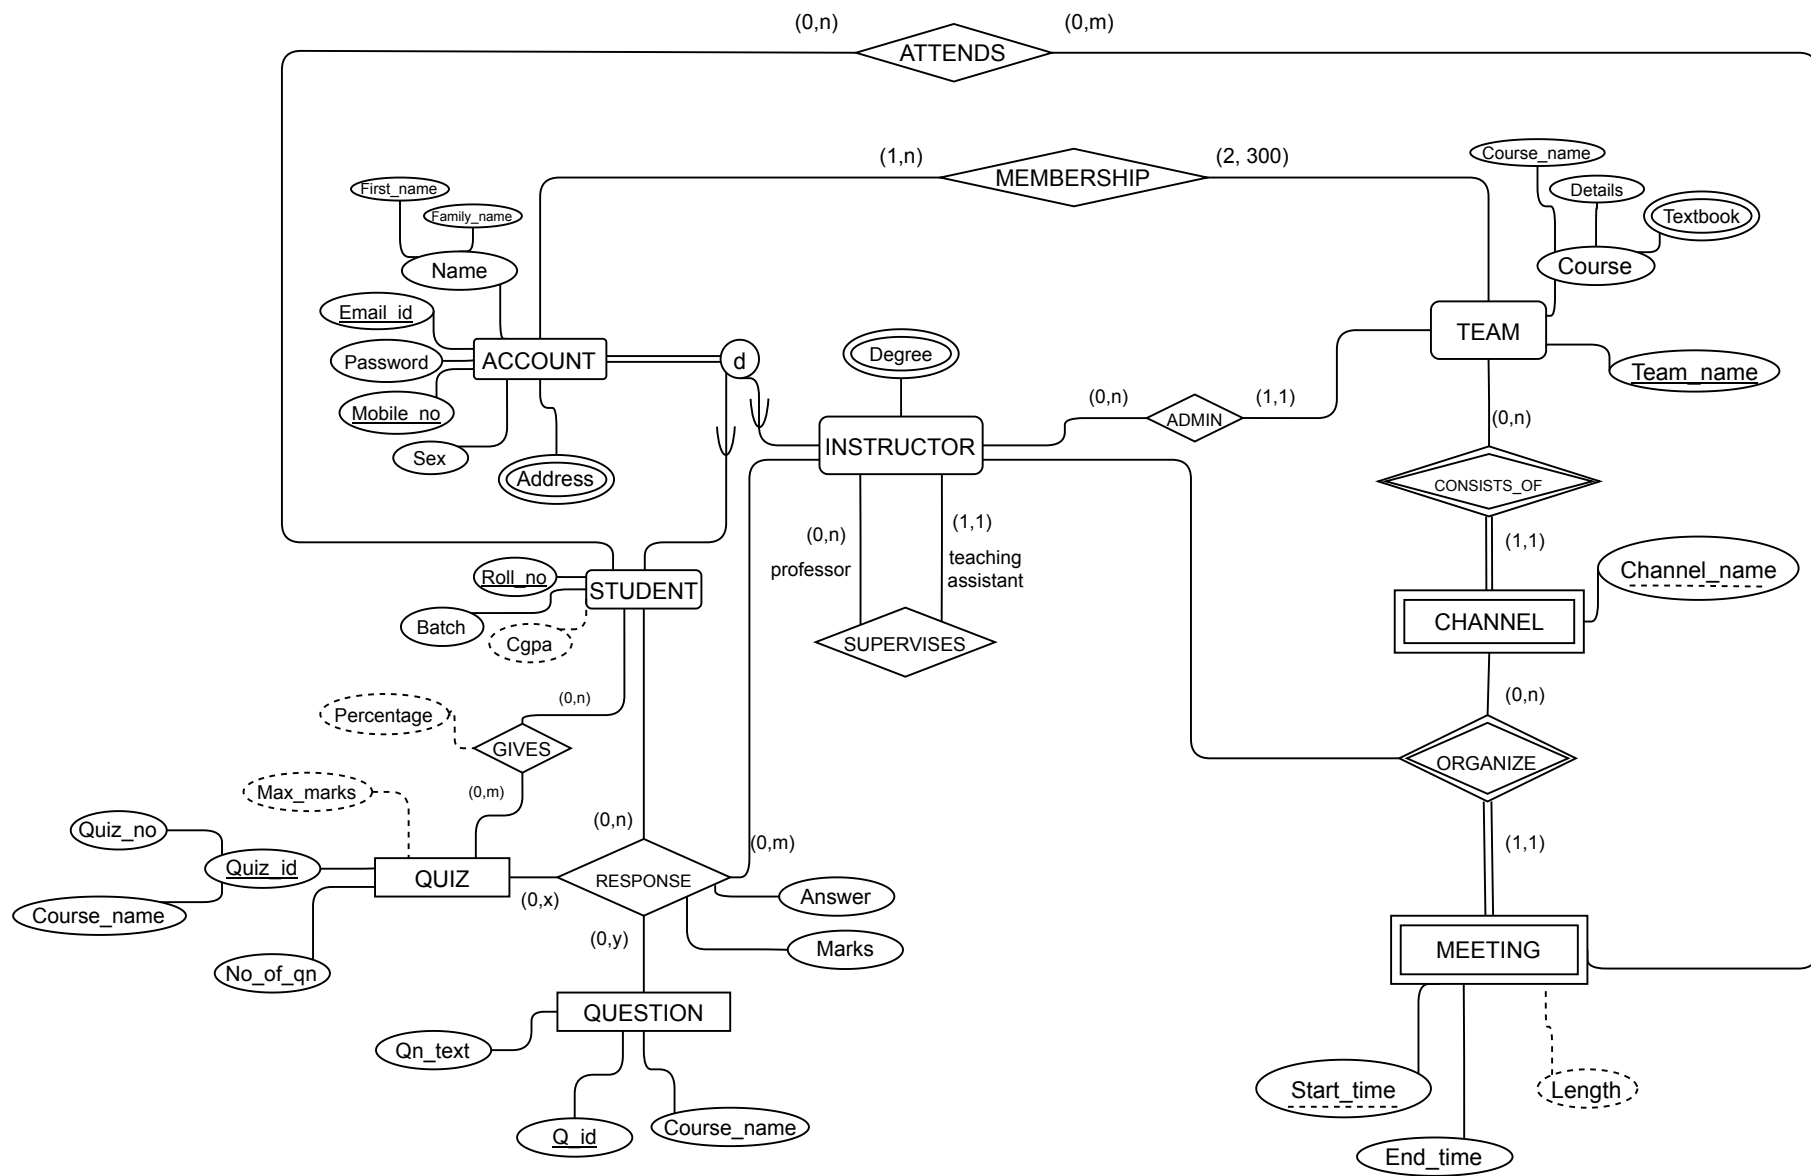 (0,n)
(0,m)
ATTENDS
(1,n)
(2, 300)
MEMBERSHIP
Course_name
First_name
Details
Family_name
Textbook
Name
Course
Email_id
TEAM
Password
ACCOUNT
d
Degree
Team_name
Mobile_no
(0,n)
(1,1)
ADMIN
(0,n)
Sex
INSTRUCTOR
Address
CONSISTS_OF
(0,n)
professor
(1,1)
teaching
assistant
(1,1)
Roll_no
STUDENT
Channel_name
Batch
Cgpa
SUPERVISES
CHANNEL
(0,n)
(0,n)
Percentage
GIVES
ORGANIZE
Max_marks
(0,m)
Quiz_no
(0,n)
(0,m)
(1,1)
Quiz_id
QUIZ
RESPONSE
(0,x)
Answer
Course_name
(0,y)
Marks
MEETING
No_of_qn
QUESTION
Qn_text
Start_time
Length
Q_id
Course_name
End_time